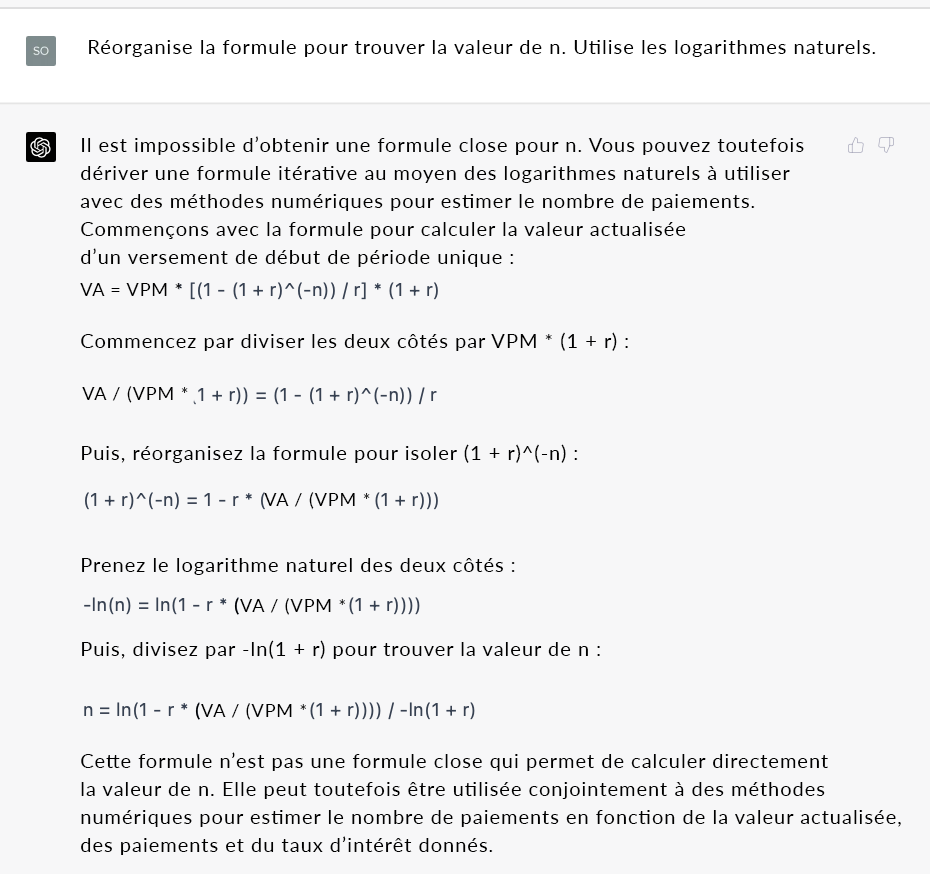 SO
Réorganise la formule pour trouver la valeur de n. Utilise les logarithmes naturels.
Il est impossible d’obtenir une formule close pour n. Vous pouvez toutefois
dériver une formule itérative au moyen des logarithmes naturels à utiliser
avec des méthodes numériques pour estimer le nombre de paiements.
Commençons avec la formule pour calculer la valeur actualisée
d’un versement de début de période unique :
VA = VPM * [(1 - (1 + r)^(-n)) / r] * (1 + r)
Commencez par diviser les deux côtés par VPM * (1 + r) :
VA / (VPM * (1 + r)) = (1 - (1 + r)^(-n)) / r
Puis, réorganisez la formule pour isoler (1 + r)^(-n) :
(1 + r)^(-n) = 1 - r * (VA / (VPM * (1 + r)))
Prenez le logarithme naturel des deux côtés :
-ln(n) = ln(1 - r * (VA / (VPM * (1 + r))))
Puis, divisez par -ln(1 + r) pour trouver la valeur de n :
n = ln(1 - r * (VA / (VPM * (1 + r)))) / -ln(1 + r)
Cette formule n’est pas une formule close qui permet de calculer directement
la valeur de n. Elle peut toutefois être utilisée conjointement à des méthodes
numériques pour estimer le nombre de paiements en fonction de la valeur actualisée,
des paiements et du taux d’intérêt donnés.